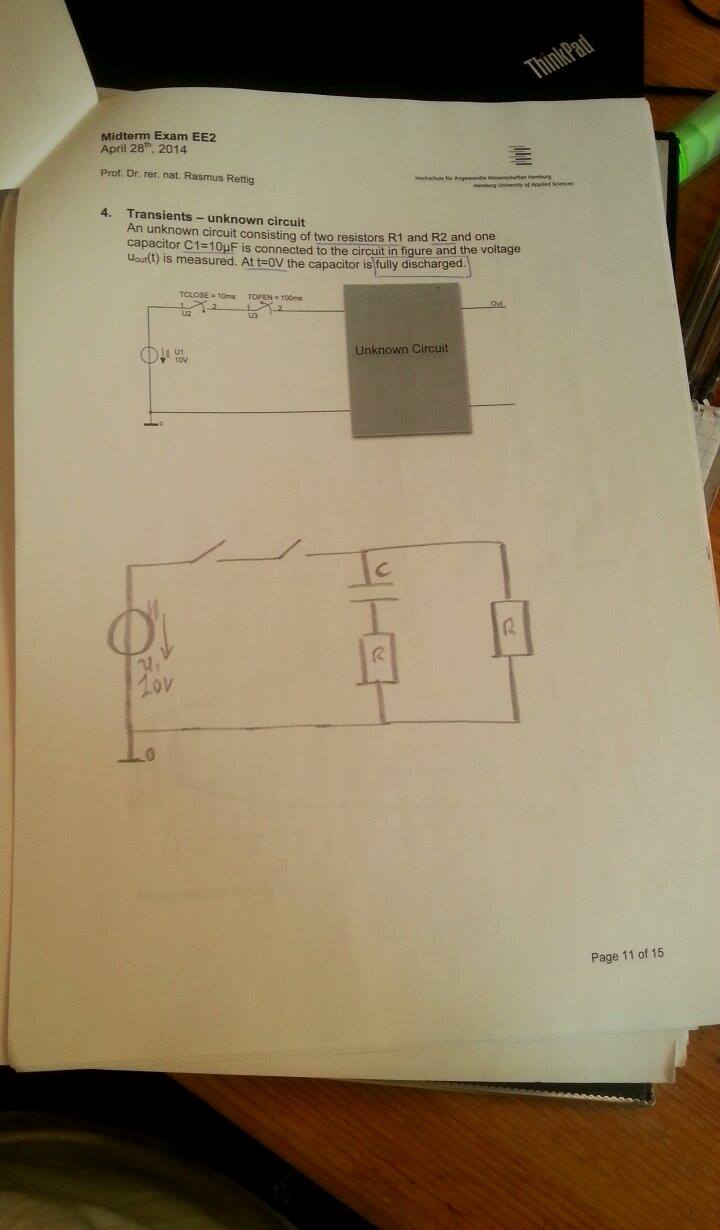 ThinkPad
Midterm Exam EE2
April 28th, 2014
Prof. Dr. rer. nat. Rasmus Rettig
Hochschule für Angewandte Wissenschaften Hamburg
Hamburg University of Applied Sciences
4. Transients – unknown circuit
An unknown circuit consisting of two resistors R1 and R2 and one
capacitor C1=10µF is connected to the circuit in figure and the voltage
uout(t) is measured. At t=0V the capacitor is fully discharged.
TCLOSE = 10ms TOPEN = 100ms
1 2 1 2
U2 U3
Out
U1
10V
Unknown Circuit
0
C
R R
U1
10V
0
Page 11 of 15